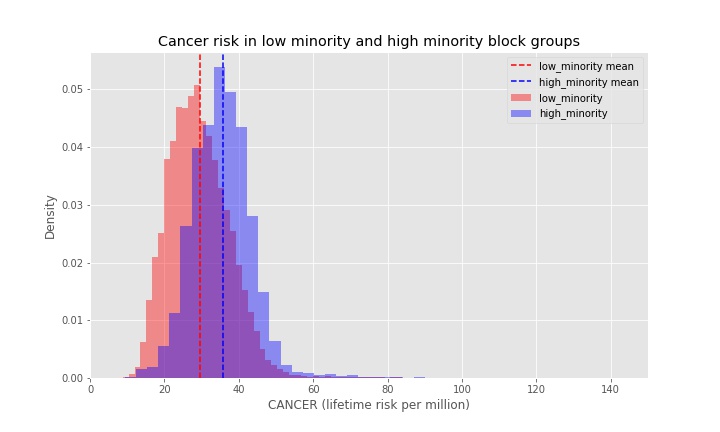 Cancer risk in low minority and high minority block groups
low_minority mean
high_minority mean
low_minority
high_minority
0.05
0.04
0.03
0.02
0.01
0.00
Density
0 20 40 60 80 100 120 140
CANCER (lifetime risk per million)